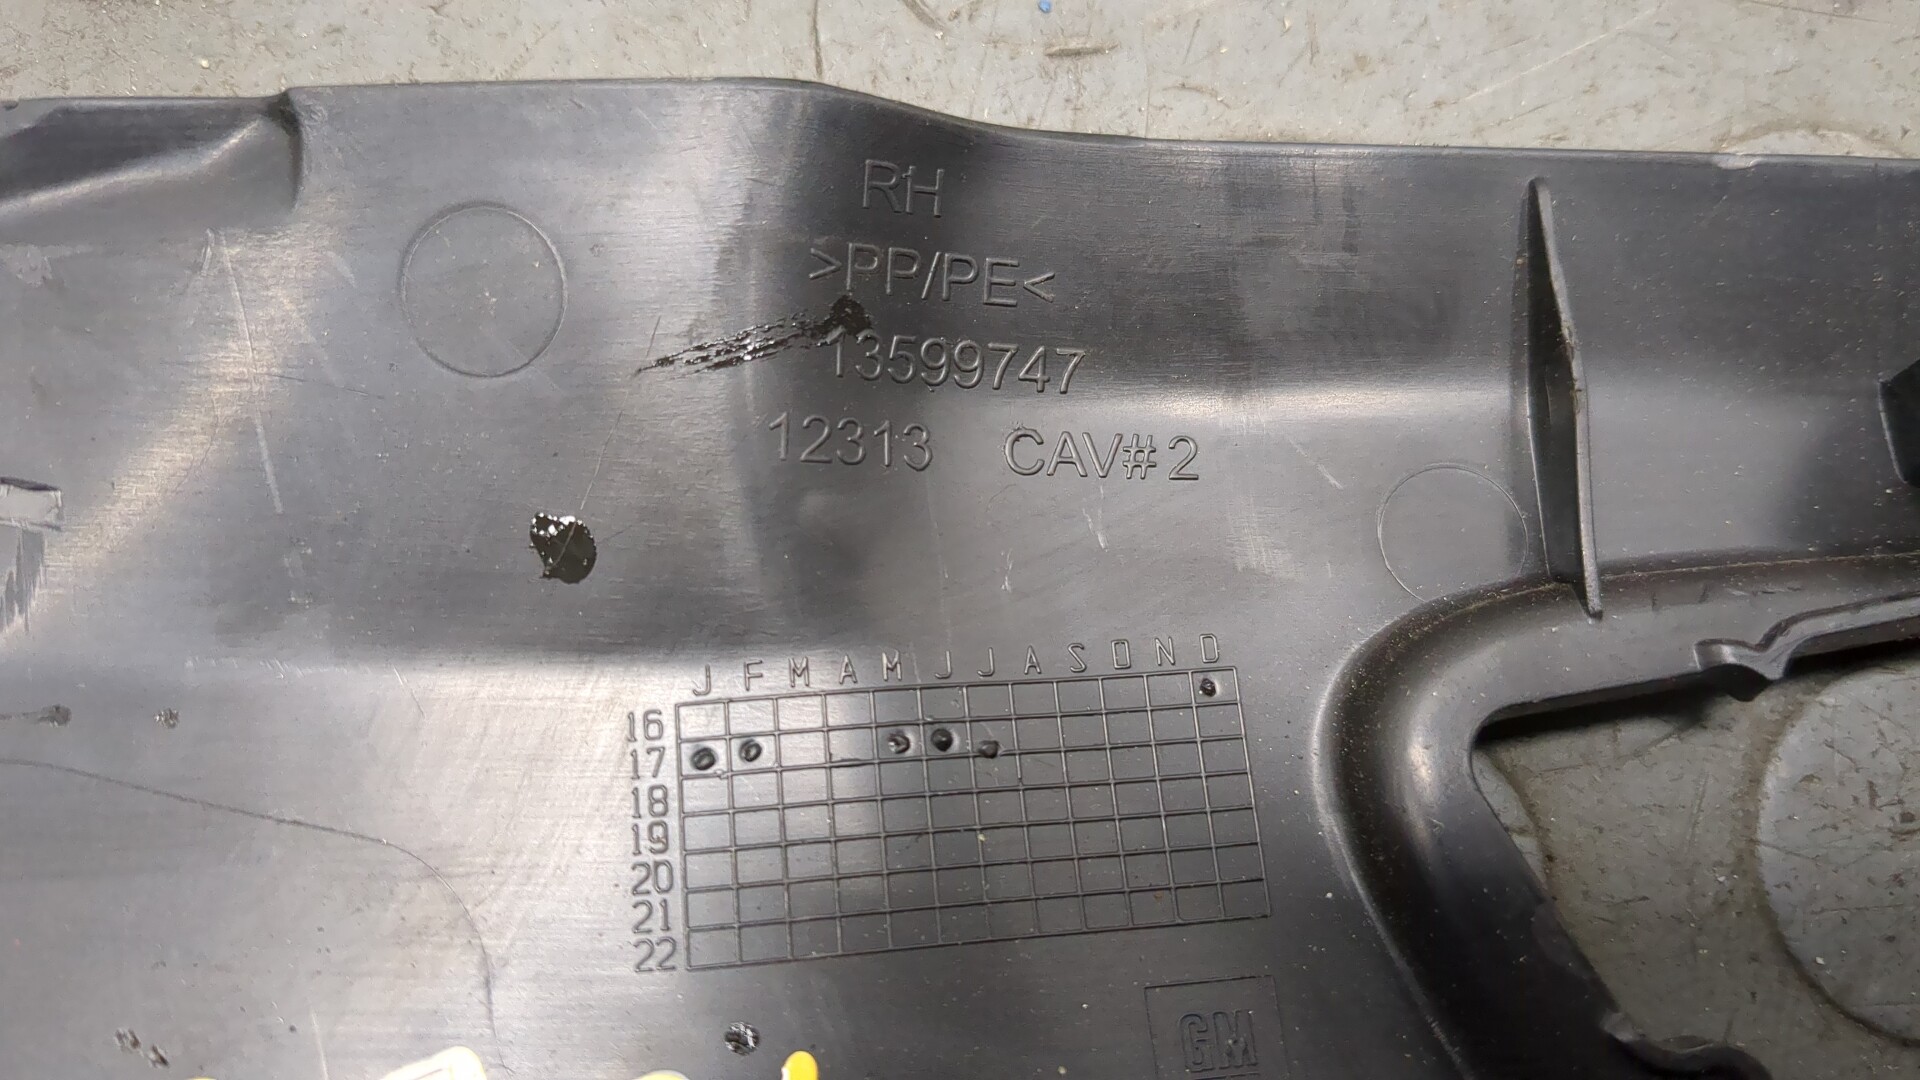 RH
>PP/PE<
13599747
12313 CAV# 2
J F M A M J J A S O N D
16
17
18
19
20
21
22
GM